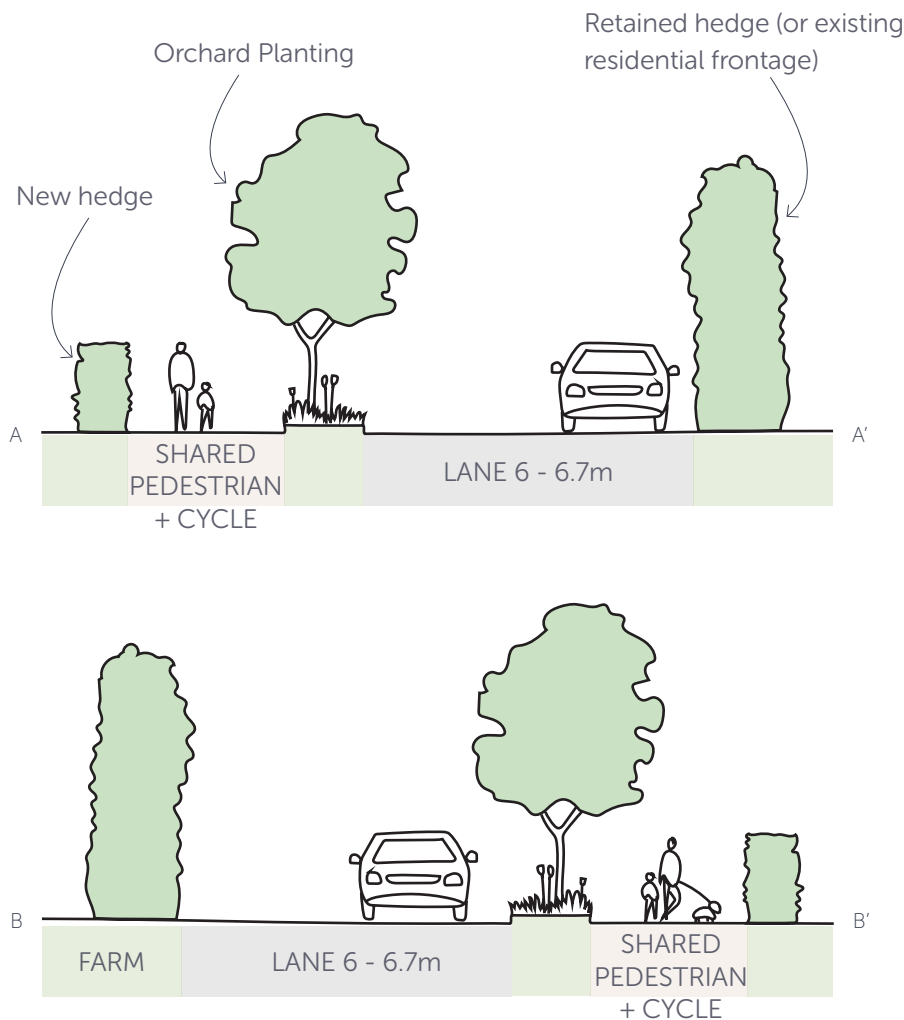 Retained hedge (or existing
residential frontage)
Orchard Planting
New hedge
A
A'
SHARED
PEDESTRIAN
+ CYCLE
LANE 6 - 6.7m
B
B'
FARM
LANE 6 - 6.7m
SHARED
PEDESTRIAN
+ CYCLE